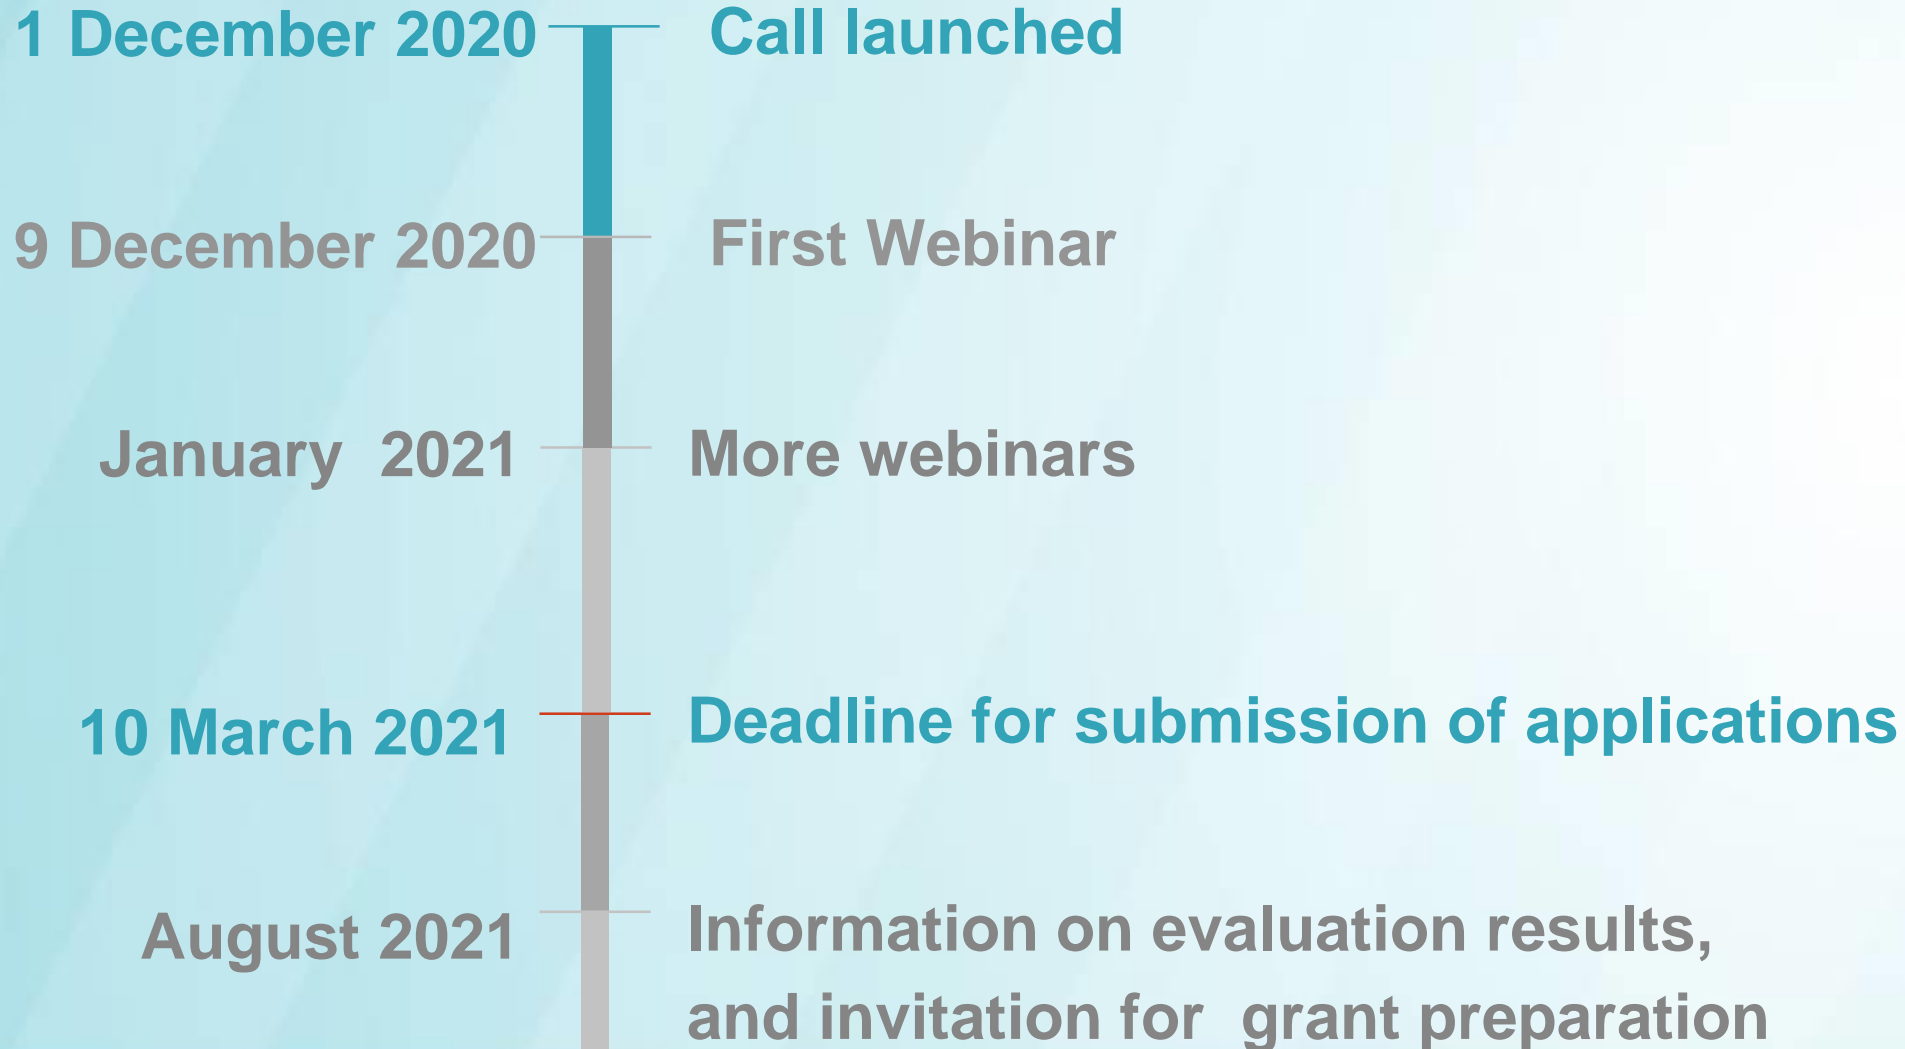 1 December 2020 Call launched
9 December 2020 First Webinar
January 2021 More webinars
10 March 2021 Deadline for submission of applications
August 2021 Information on evaluation results,
and invitation for grant preparation